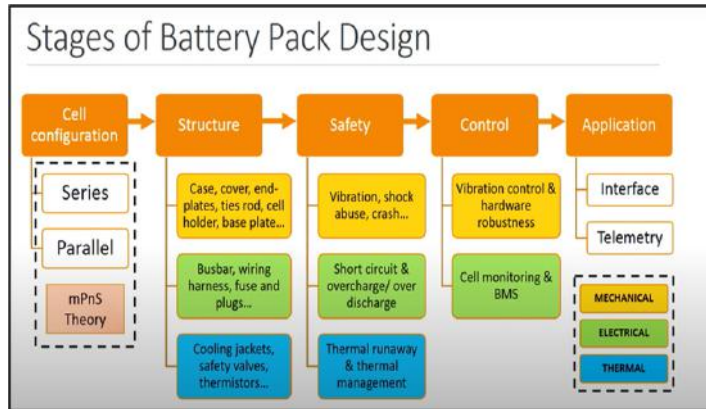 Stages of Battery Pack Design
Cell
configuration
Structure
Safety
Control
Application
Series
Parallel
mPnS
Theory
Case, cover, end-
plates, ties rod, cell
holder, base plate...
Busbar, wiring
harness, fuse and
plugs...
Cooling jackets,
safety valves,
thermistors...
Vibration, shock
abuse, crash...
Short circuit &
overcharge/ over
discharge
Thermal runaway
& thermal
management
Vibration control &
hardware
robustness
Cell monitoring &
BMS
Interface
Telemetry
MECHANICAL
ELECTRICAL
THERMAL